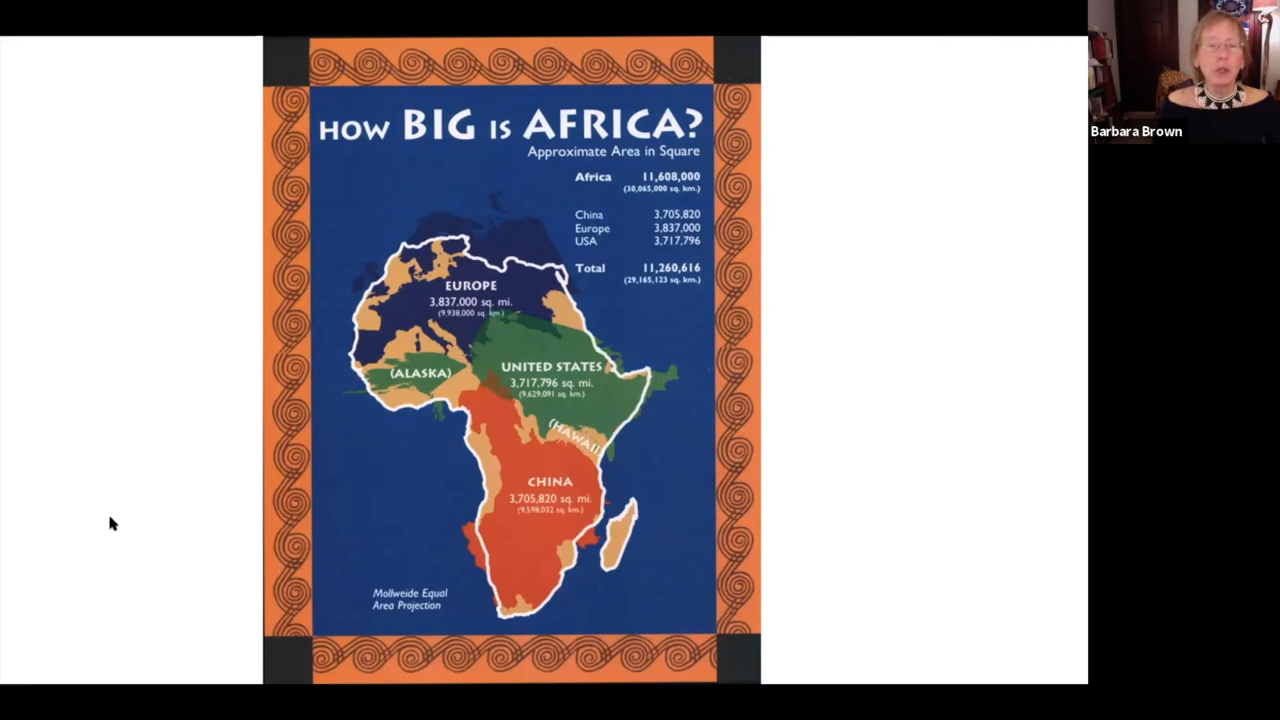 HOW BIG IS AFRICA?
Approximate Area in Square
Africa 11,608,000
(30,065,000 sq. km.)
China 3,705,820
Europe 3,837,000
USA 3,717,796
Total 11,260,616
(29,165,123 sq. km.)
EUROPE
3,837,000 sq. mi.
(9,938,000 sq. km.)
(ALASKA)
UNITED STATES
3,717,796 sq. mi.
(9,629,091 sq. km.)
(HAWAII)
CHINA
3,705,820 sq. mi.
(9,598,032 sq. km.)
Mollweide Equal
Area Projection
Barbara Brown